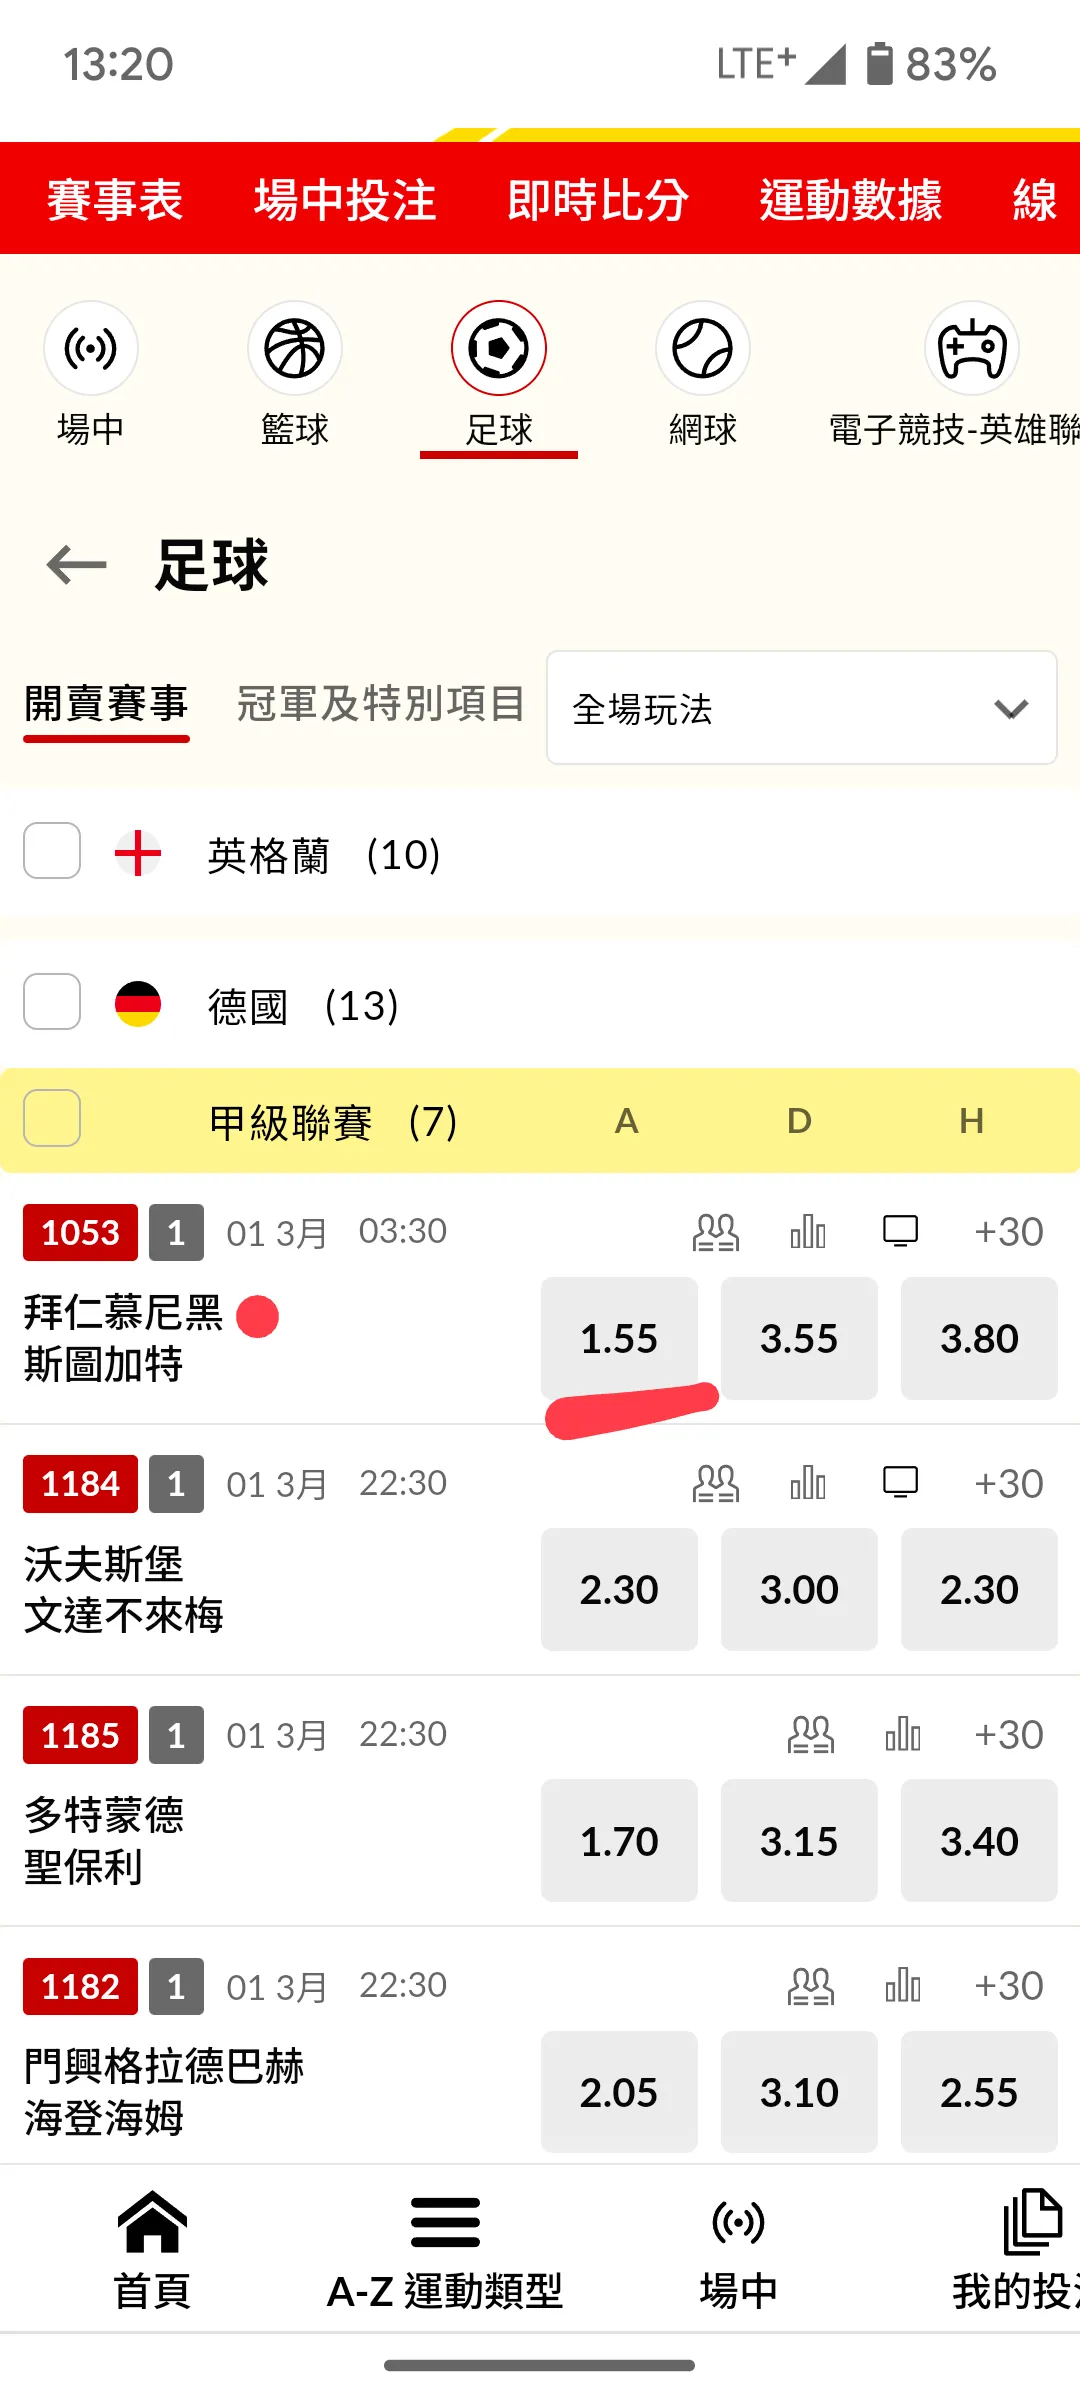 13:20 LTE+ 83%
賽事表 場中投注 即時比分 運動數據 線
場中 籃球 足球 網球 電子競技-英雄聯
足球
開賣賽事 冠軍及特別項目 全場玩法
英格蘭 (10)
德國 (13)
甲級聯賽 (7) A D H
1053 1 01 3月 03:30 +30
拜仁慕尼黑
斯圖加特
1.55 3.55 3.80
1184 1 01 3月 22:30 +30
沃夫斯堡
文達不來梅
2.30 3.00 2.30
1185 1 01 3月 22:30 +30
多特蒙德
聖保利
1.70 3.15 3.40
1182 1 01 3月 22:30 +30
門興格拉德巴赫
海登海姆
2.05 3.10 2.55
首頁 A-Z 運動類型 場中 我的投